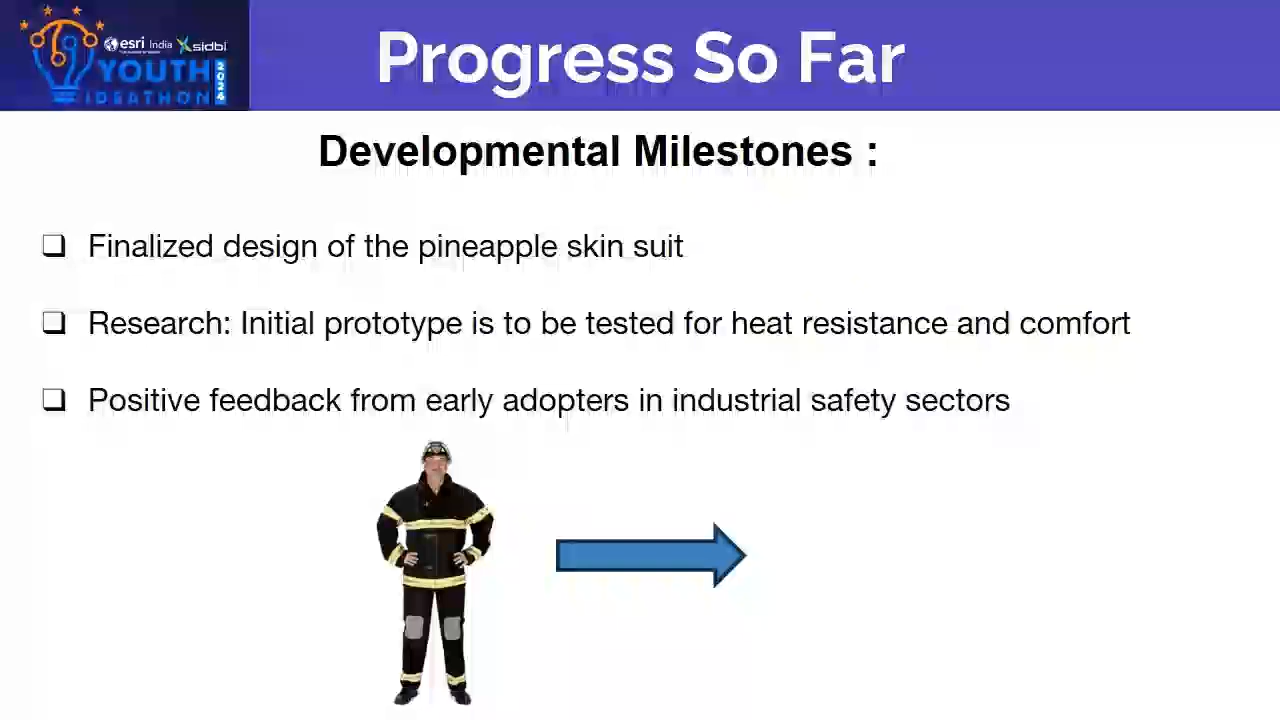 esri India
sidbi
YOUTH
IDEATHON
2024
Progress So Far
Developmental Milestones :
Finalized design of the pineapple skin suit
Research: Initial prototype is to be tested for heat resistance and comfort
Positive feedback from early adopters in industrial safety sectors